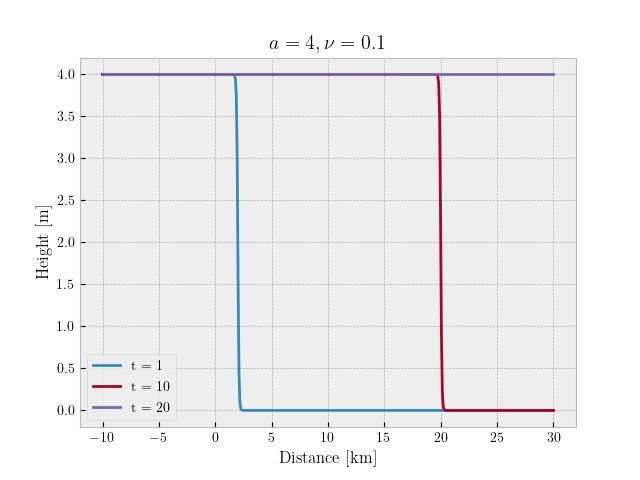 a = 4, ν = 0.1
Height [m]
4.0
3.5
3.0
2.5
2.0
1.5
1.0
0.5
0.0
t = 1
t = 10
t = 20
−10 −5 0 5 10 15 20 25 30
Distance [km]